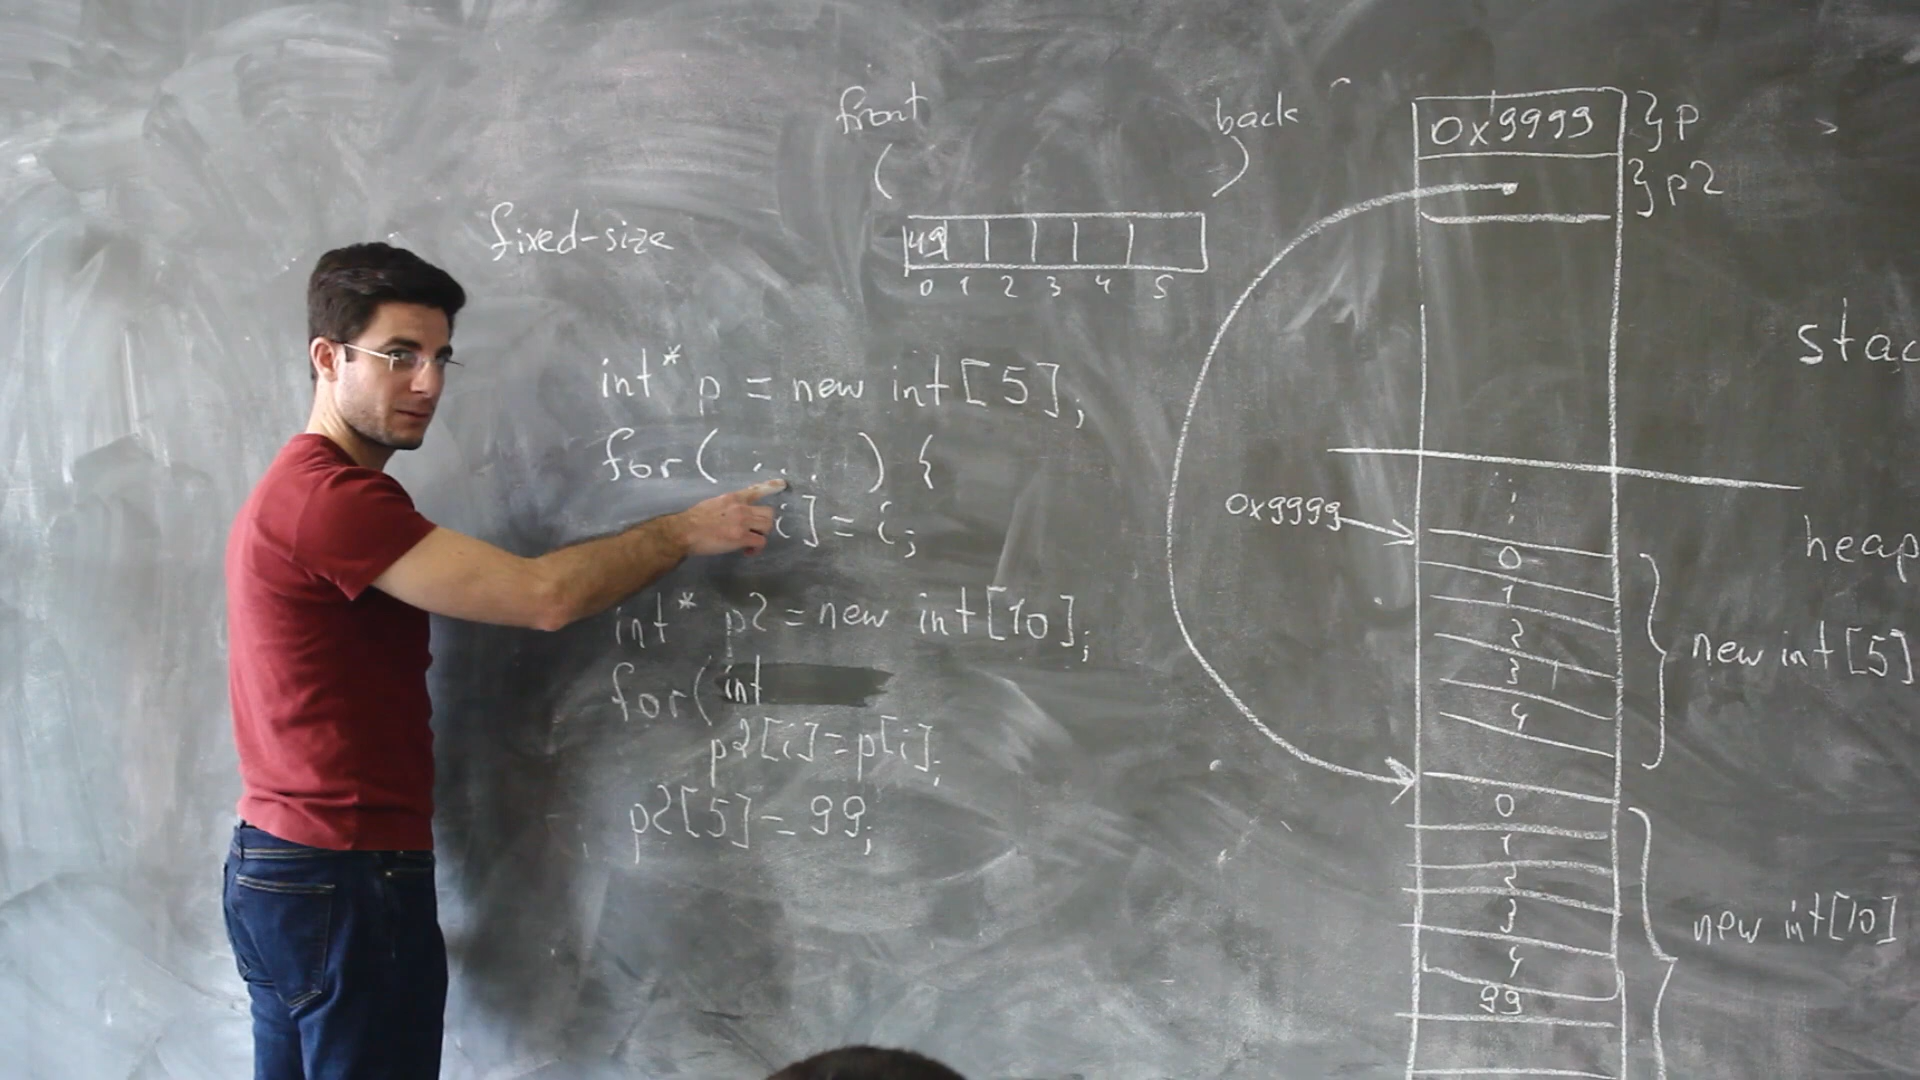 front
back
fixed-size
49
0 1 2 3 4 5
int* p = new int[5];
for( ... ) {
i] = i;
int* p2 = new int[10];
for(int
p2[i] = p[i];
p2[5] = 99;
0x9999 } p
} p2
stac
0x9999
heap
0
1
2
3
4
new int[5]
0
1
2
3
4
99
new int[10]